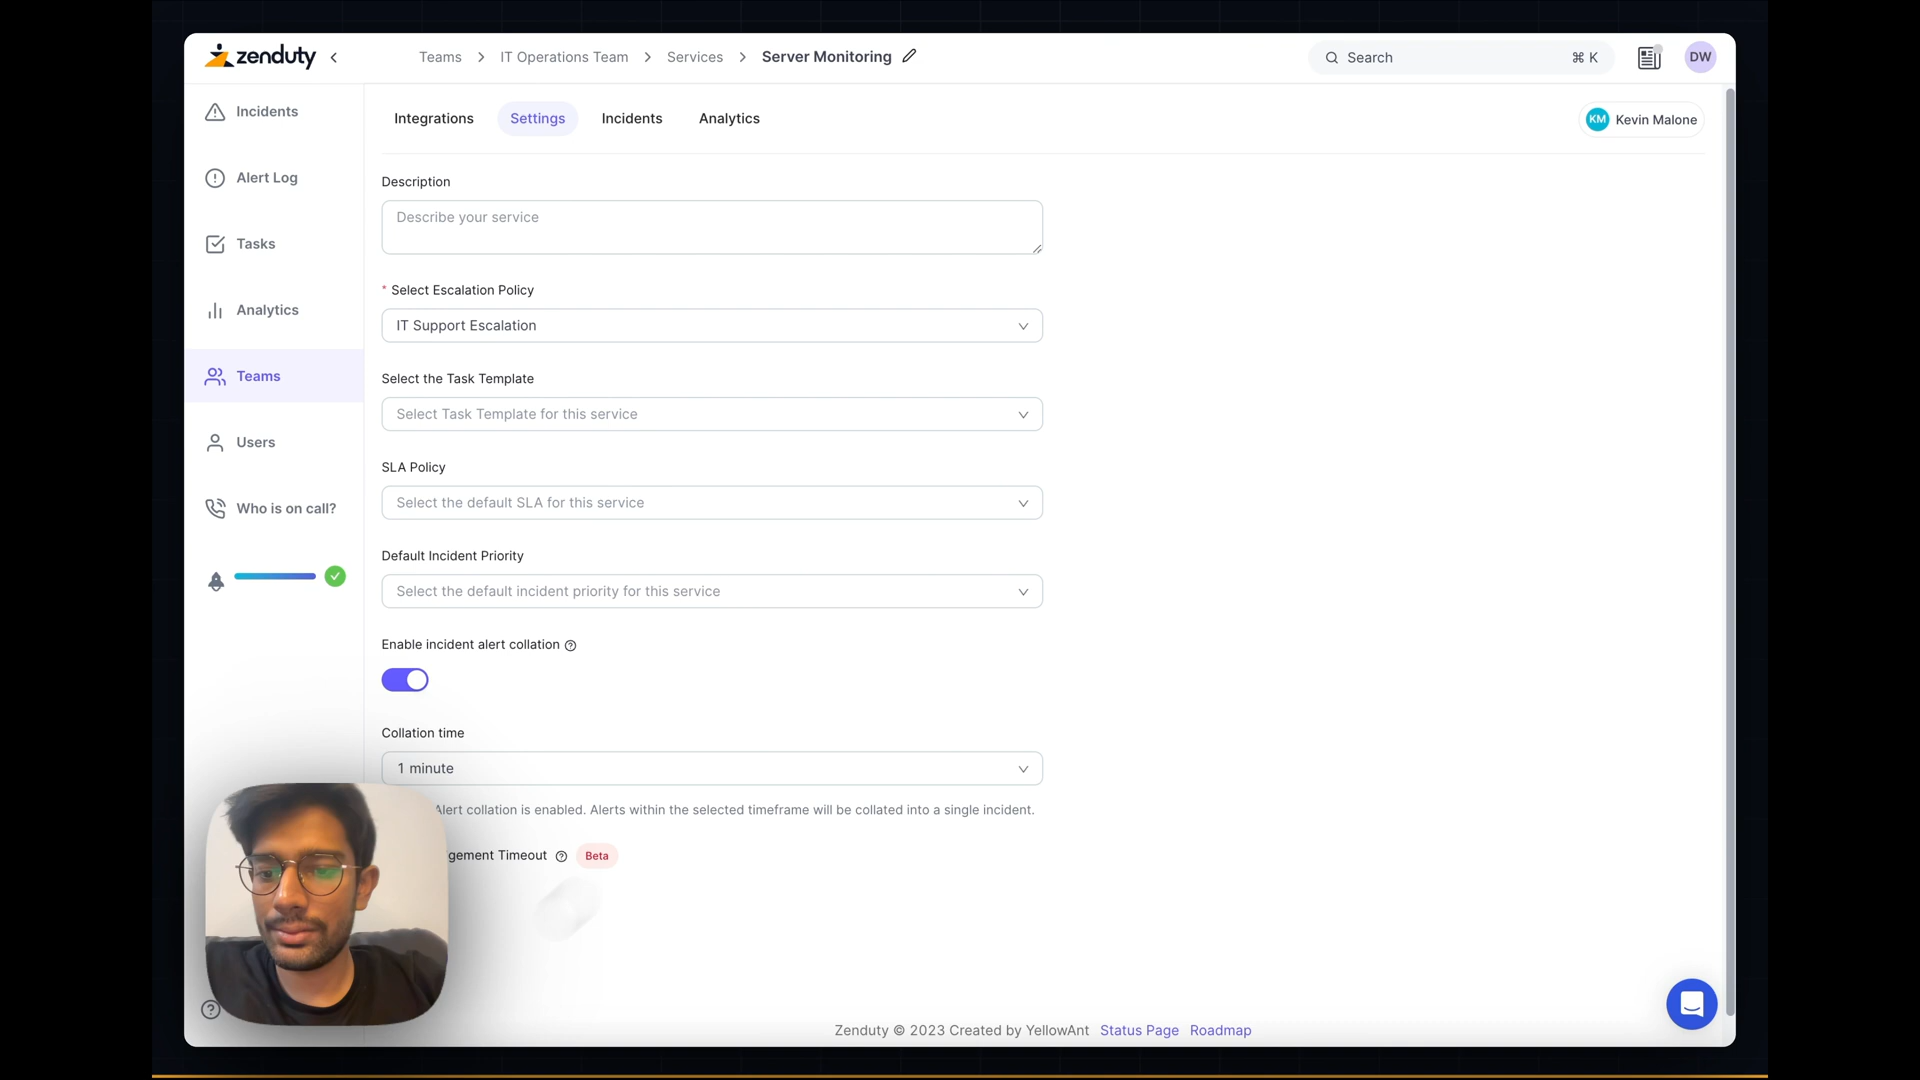 zenduty
Teams > IT Operations Team > Services > Server Monitoring
Search ⌘ K
DW
Incidents
Alert Log
Tasks
Analytics
Teams
Users
Who is on call?
Integrations Settings Incidents Analytics
KM Kevin Malone
Description
Describe your service
* Select Escalation Policy
IT Support Escalation
Select the Task Template
Select Task Template for this service
SLA Policy
Select the default SLA for this service
Default Incident Priority
Select the default incident priority for this service
Enable incident alert collation
Collation time
1 minute
Alert collation is enabled. Alerts within the selected timeframe will be collated into a single incident.
gement Timeout Beta
Zenduty © 2023 Created by YellowAnt Status Page Roadmap